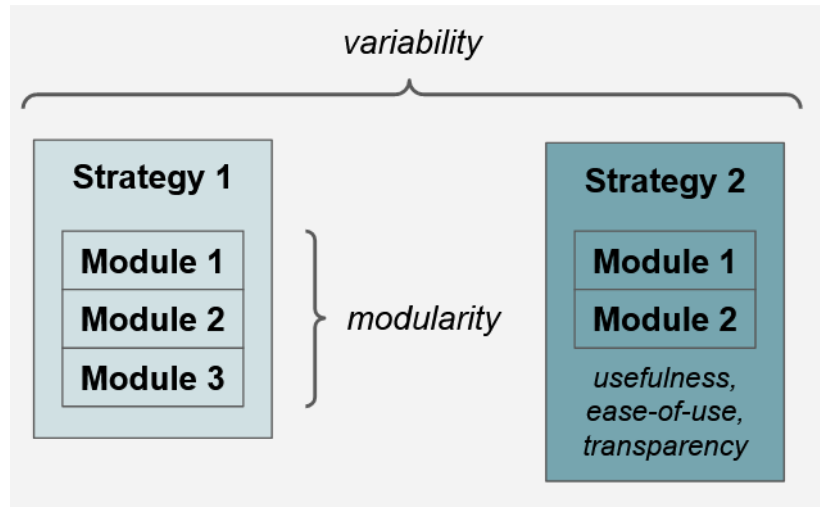 variability
Strategy 1
Module 1
Module 2
Module 3
modularity
Strategy 2
Module 1
Module 2
usefulness,
ease-of-use,
transparency